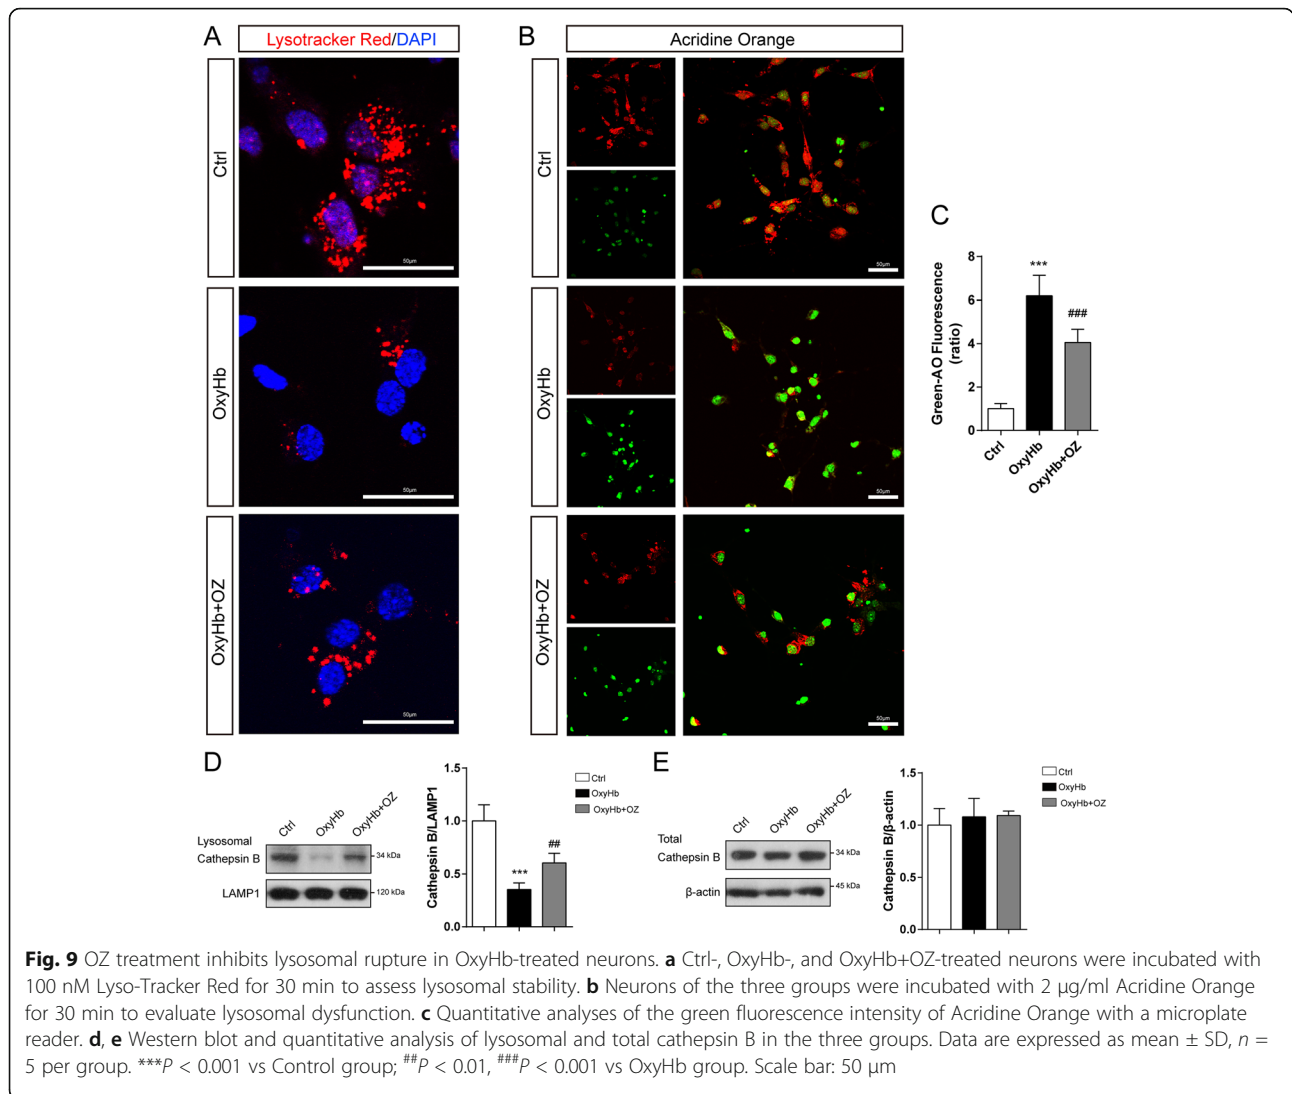 A
Lysotracker Red/DAPI
Ctrl
50µm
OxyHb
50µm
OxyHb+OZ
50µm
B
Acridine Orange
Ctrl
50µm
OxyHb
50µm
OxyHb+OZ
50µm
C
Green-AO Fluorescence
(ratio)
8
6
4
2
0
***
###
Ctrl
OxyHb
OxyHb+OZ
D
Ctrl
OxyHb
OxyHb+OZ
Lysosomal
Cathepsin B
34 kDa
LAMP1
120 kDa
Cathepsin B/LAMP1
1.5
1.0
0.5
0.0
***
##
Ctrl
OxyHb
OxyHb+OZ
E
Ctrl
OxyHb
OxyHb+OZ
Total
Cathepsin B
34 kDa
β-actin
45 kDa
Cathepsin B/β-actin
1.5
1.0
0.5
0.0
Ctrl
OxyHb
OxyHb+OZ
Fig. 9 OZ treatment inhibits lysosomal rupture in OxyHb-treated neurons. a Ctrl-, OxyHb-, and OxyHb+OZ-treated neurons were incubated with
100 nM Lyso-Tracker Red for 30 min to assess lysosomal stability. b Neurons of the three groups were incubated with 2 μg/ml Acridine Orange
for 30 min to evaluate lysosomal dysfunction. c Quantitative analyses of the green fluorescence intensity of Acridine Orange with a microplate
reader. d, e Western blot and quantitative analysis of lysosomal and total cathepsin B in the three groups. Data are expressed as mean ± SD, n =
5 per group. ***P < 0.001 vs Control group; ##P < 0.01, ###P < 0.001 vs OxyHb group. Scale bar: 50 μm